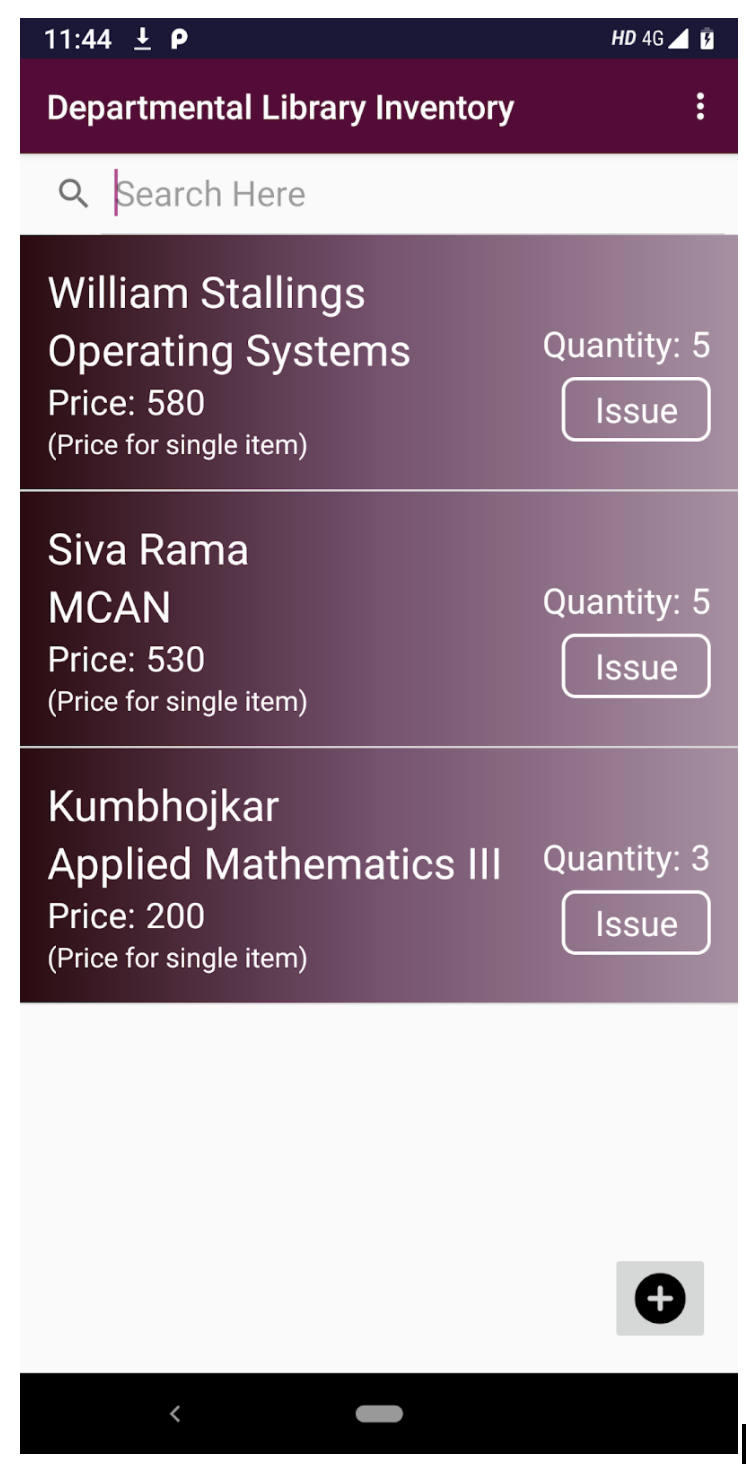 11:44 HD 4G
Departmental Library Inventory
Search Here
William Stallings
Operating Systems
Quantity: 5
Price: 580
Issue
(Price for single item)
Siva Rama
MCAN
Quantity: 5
Price: 530
Issue
(Price for single item)
Kumbhojkar
Applied Mathematics III
Quantity: 3
Price: 200
Issue
(Price for single item)